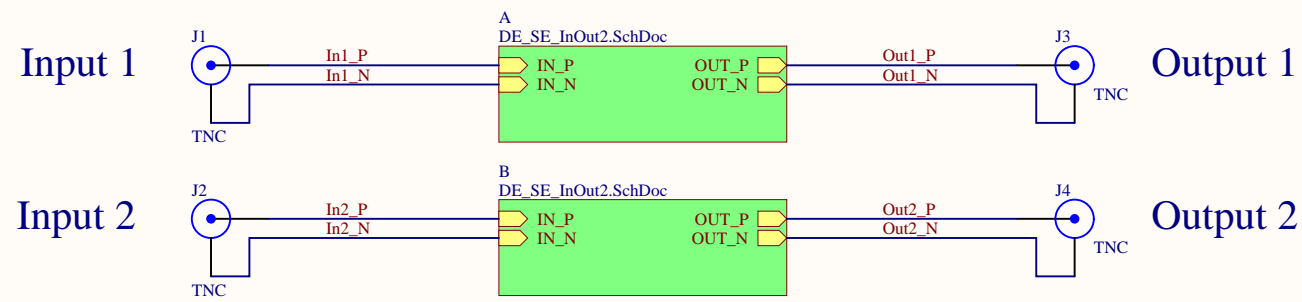 A
DE_SE_InOut2.SchDoc
Input 1
J1
In1_P
In1_N
TNC
IN_P
IN_N
OUT_P
OUT_N
Out1_P
Out1_N
J3
TNC
Output 1
B
DE_SE_InOut2.SchDoc
Input 2
J2
In2_P
In2_N
TNC
IN_P
IN_N
OUT_P
OUT_N
Out2_P
Out2_N
J4
TNC
Output 2